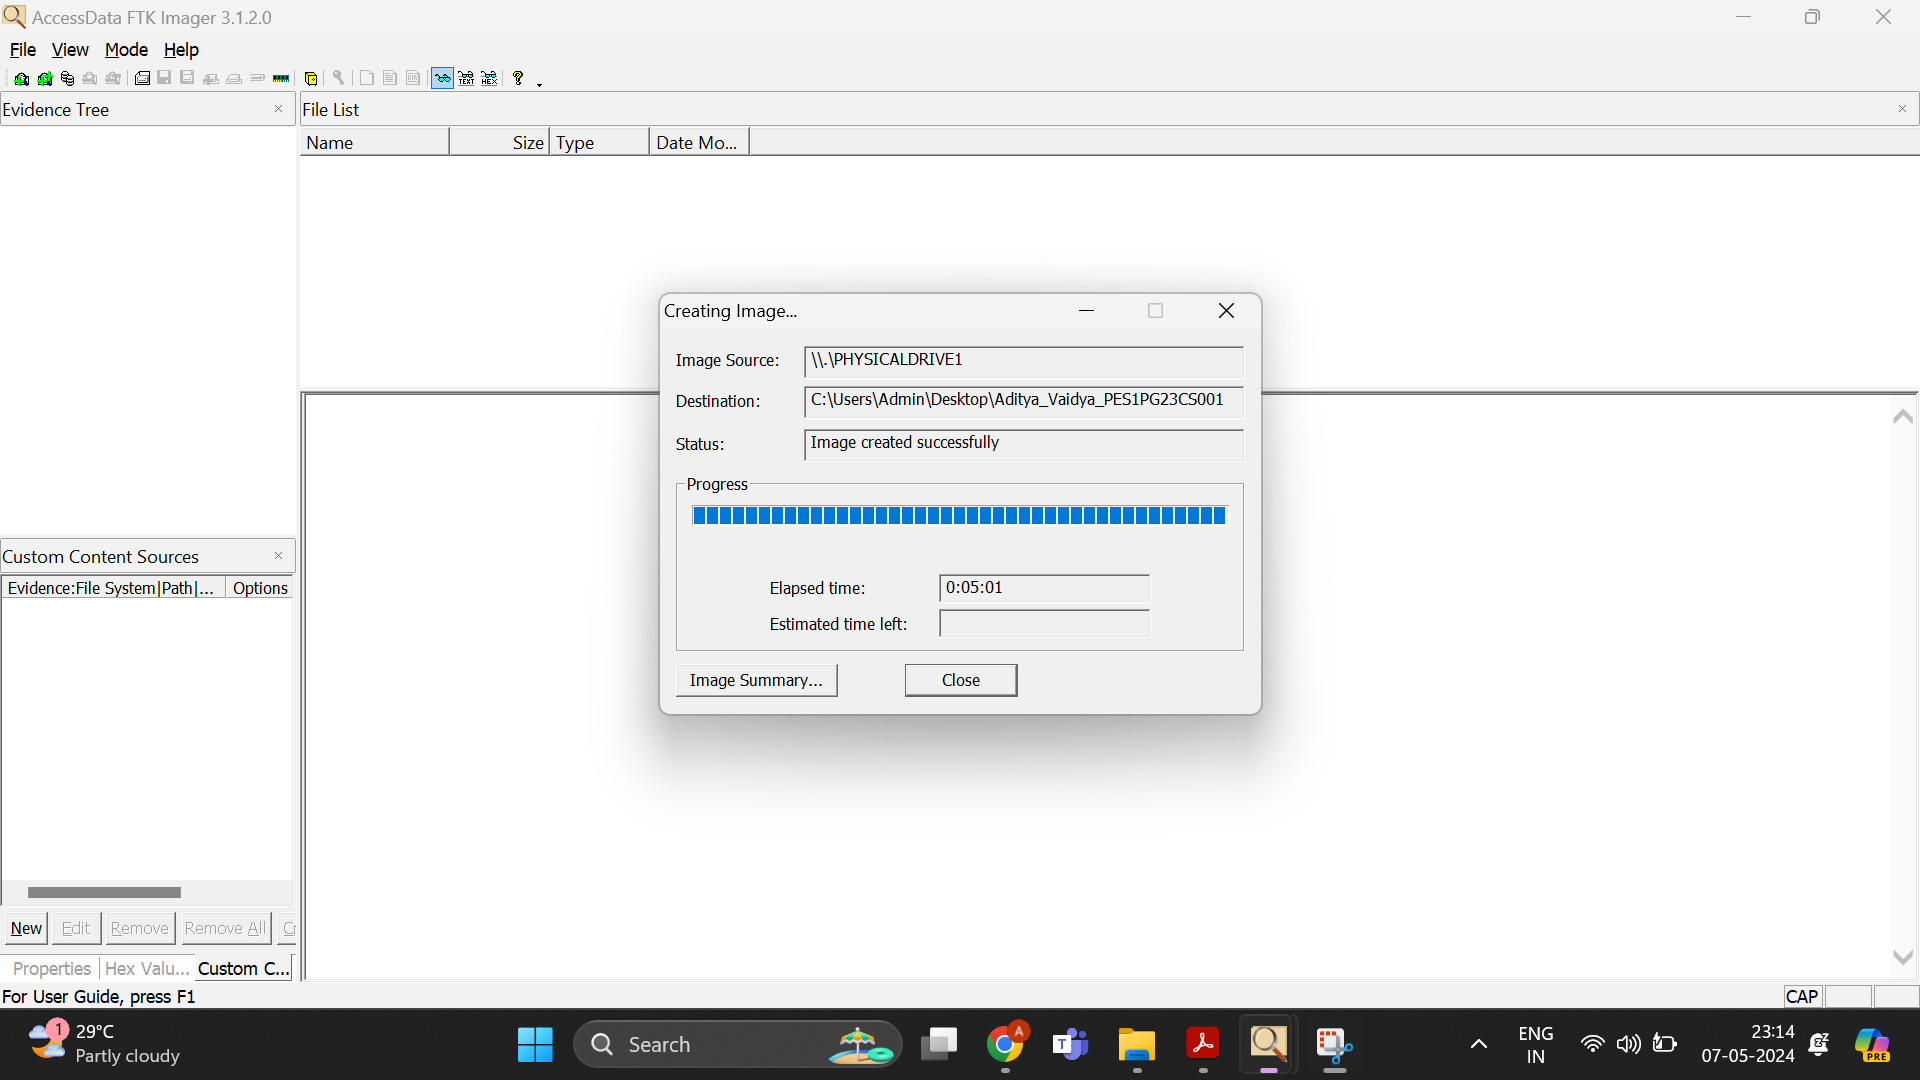 AccessData FTK Imager 3.1.2.0
File View Mode Help
TEXT HEX ?
Evidence Tree
File List
Name Size Type Date Mo...
Creating Image...
Image Source: \\.\PHYSICALDRIVE1
Destination: C:\Users\Admin\Desktop\Aditya_Vaidya_PES1PG23CS001
Status: Image created successfully
Progress
Elapsed time: 0:05:01
Estimated time left:
Image Summary... Close
Custom Content Sources
Evidence:File System|Path|... Options
New Edit Remove Remove All Cr
Properties Hex Valu... Custom C...
For User Guide, press F1
CAP
1 29°C
Partly cloudy
Search
A
T
ENG
IN
23:14
07-05-2024
PRE